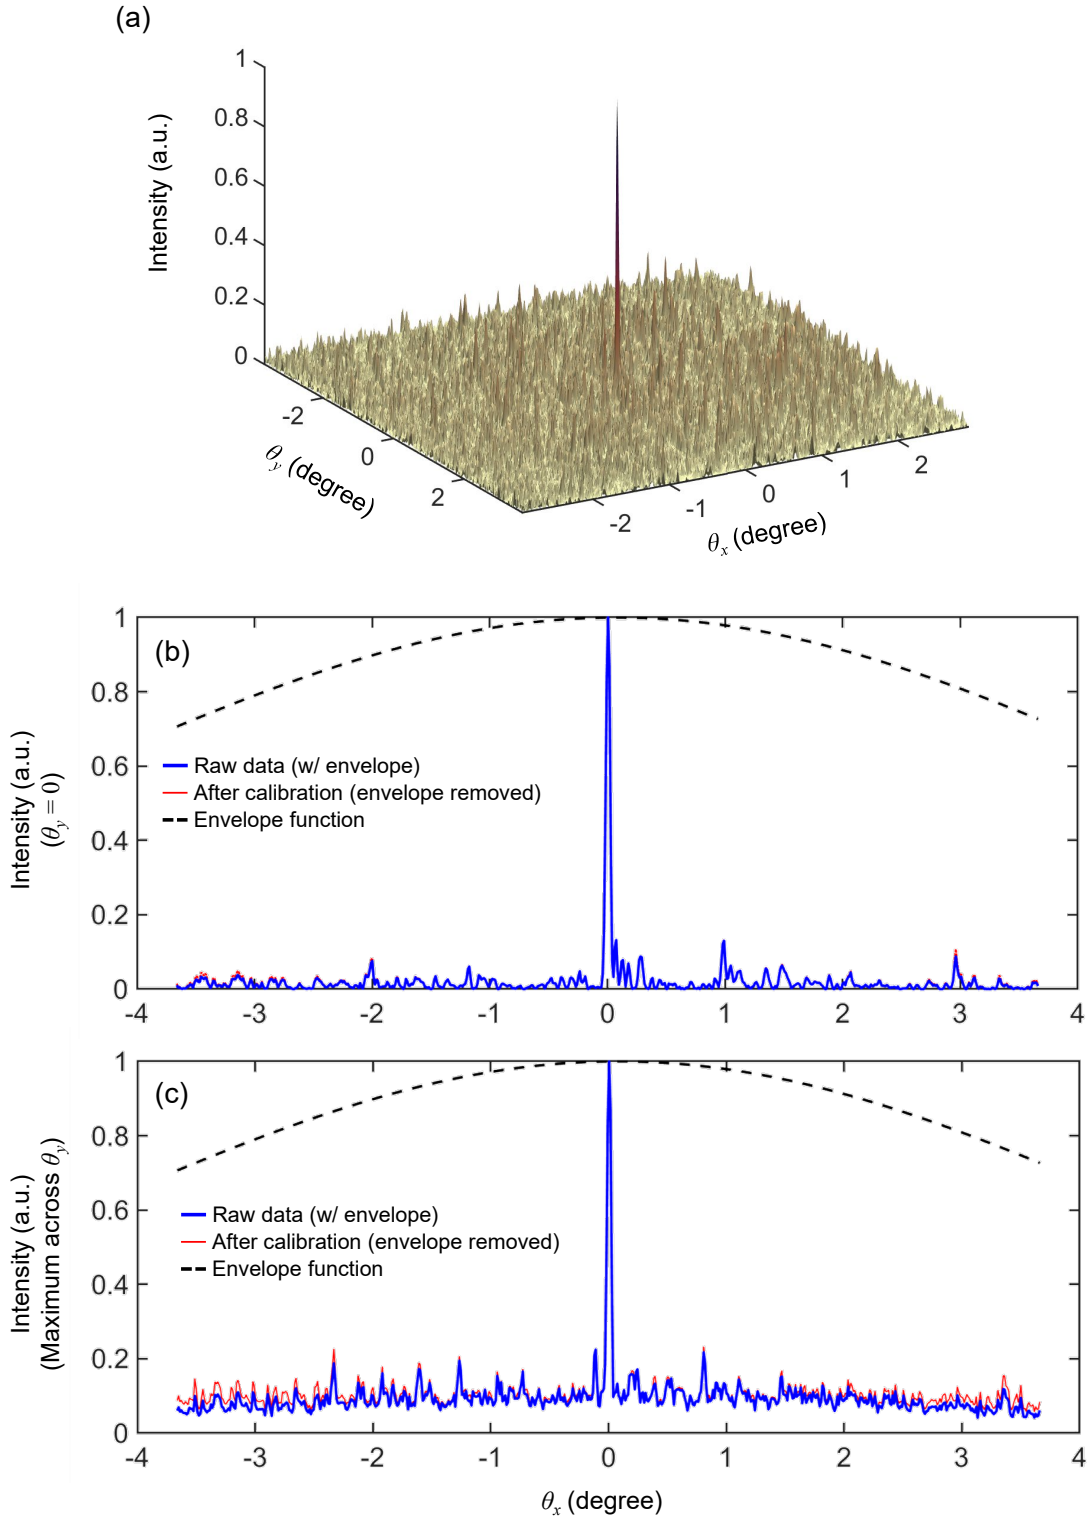 (a)
1
0.8
0.6
0.4
0.2
0
Intensity (a.u.)
-2
0
2
θy (degree)
-2
-1
0
1
2
θx (degree)
(b)
1
0.8
0.6
0.4
0.2
0
Intensity (a.u.)
(θy = 0)
Raw data (w/ envelope)
After calibration (envelope removed)
Envelope function
-4 -3 -2 -1 0 1 2 3 4
(c)
1
0.8
0.6
0.4
0.2
0
Intensity (a.u.)
(Maximum across θy)
Raw data (w/ envelope)
After calibration (envelope removed)
Envelope function
-4 -3 -2 -1 0 1 2 3 4
θx (degree)